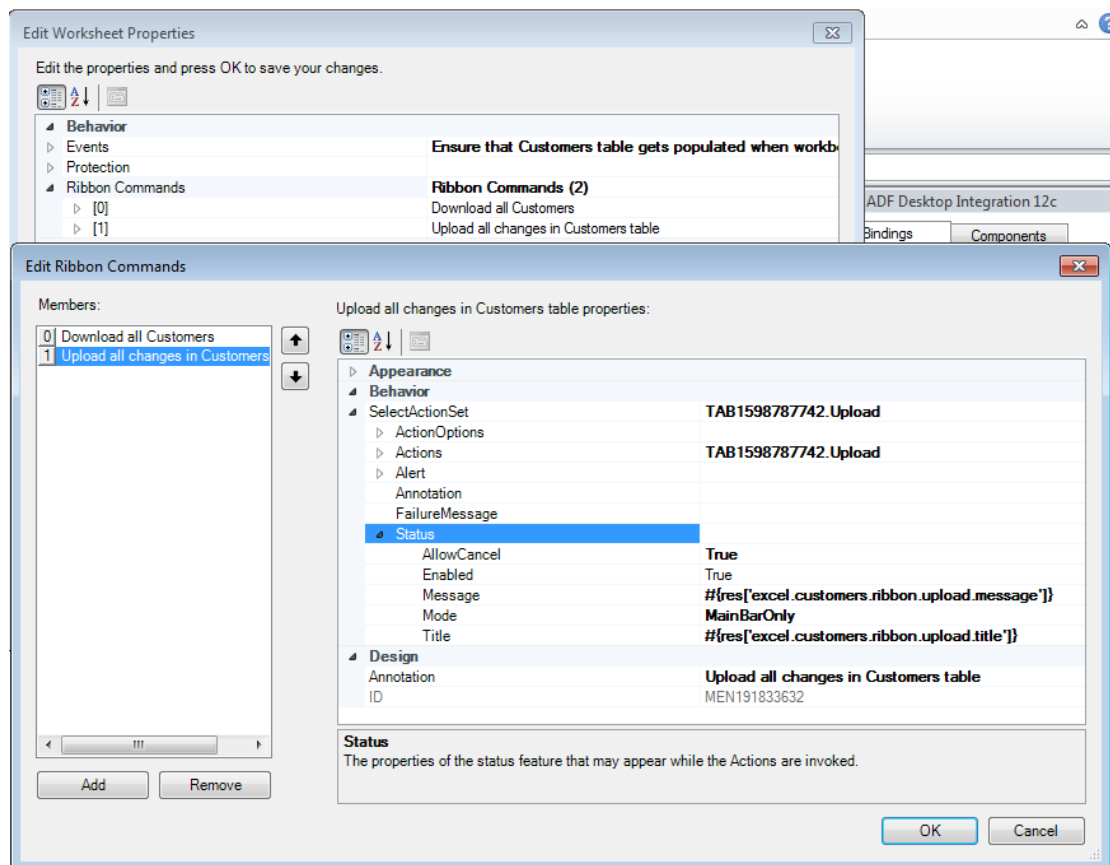 Edit Worksheet Properties
Edit the properties and press OK to save your changes.
Behavior
Events Ensure that Customers table gets populated when workb
Protection
Ribbon Commands Ribbon Commands (2)
[0] Download all Customers
[1] Upload all changes in Customers table
ADF Desktop Integration 12c
Bindings Components
Edit Ribbon Commands
Members:
0 Download all Customers
1 Upload all changes in Customers
Upload all changes in Customers table properties:
Appearance
Behavior
SelectActionSet TAB1598787742.Upload
ActionOptions
Actions TAB1598787742.Upload
Alert
Annotation
FailureMessage
Status
AllowCancel True
Enabled True
Message #{res['excel.customers.ribbon.upload.message']}
Mode MainBarOnly
Title #{res['excel.customers.ribbon.upload.title']}
Design
Annotation Upload all changes in Customers table
ID MEN191833632
Status
The properties of the status feature that may appear while the Actions are invoked.
Add Remove
OK Cancel